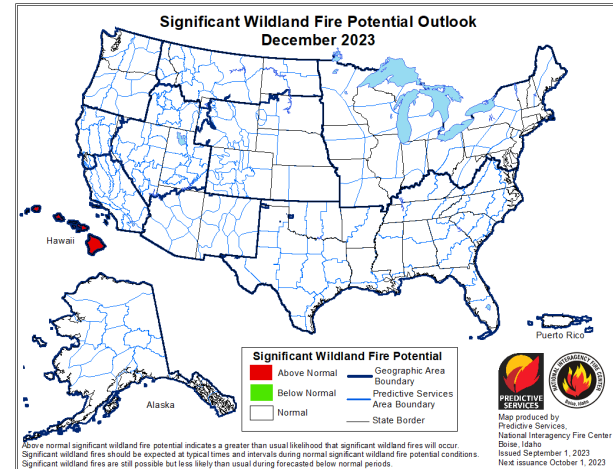 Significant Wildland Fire Potential Outlook
December 2023
Hawaii
Puerto Rico
Alaska
Significant Wildland Fire Potential
Above Normal
Below Normal
Normal
Geographic Area
Boundary
Predictive Services
Area Boundary
State Border
PREDICTIVE
SERVICES
NATIONAL INTERAGENCY FIRE CENTER
Boise, Idaho
Map produced by
Predictive Services,
National Interagency Fire Center
Boise, Idaho
Issued September 1, 2023
Next issuance October 1, 2023
Above normal significant wildland fire potential indicates a greater than usual likelihood that significant wildland fires will occur.
Significant wildland fires should be expected at typical times and intervals during normal significant wildland fire potential conditions.
Significant wildland fires are still possible but less likely than usual during forecasted below normal periods.